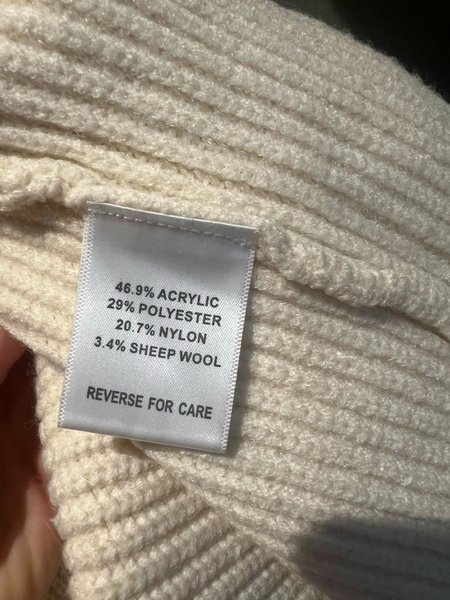 46.9% ACRYLIC
29% POLYESTER
20.7% NYLON
3.4% SHEEP WOOL
REVERSE FOR CARE